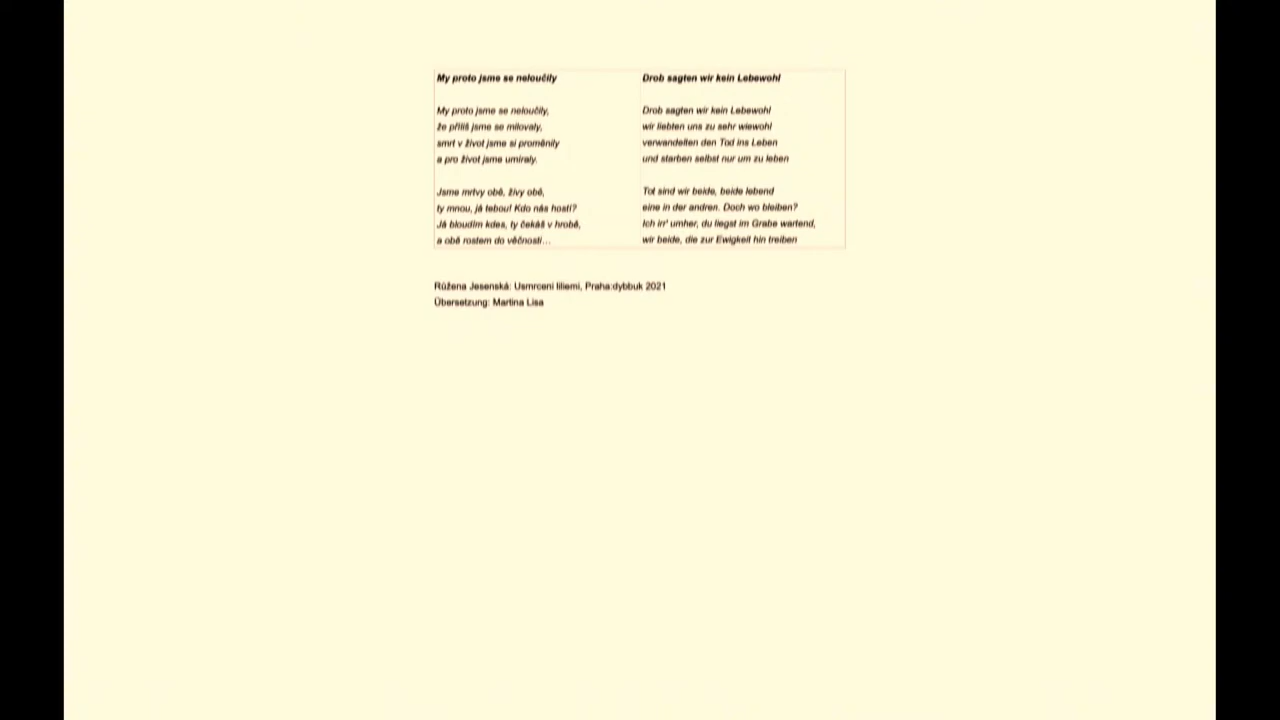 My proto jsme se neloučily
My proto jsme se neloučily,
že příliš jsme se milovaly,
smrt v život jsme si proměnily
a pro život jsme umíraly.
Jsme mrtvy obě, živy obě,
ty mnou, já tebou! Kdo nás hostí?
Já bloudím kdes, ty čekáš v hrobě,
a obě rostem do věčnosti…
Drob sagten wir kein Lebewohl
Drob sagten wir kein Lebewohl
wir liebten uns zu sehr wiewohl
verwandelten den Tod ins Leben
und starben selbst nur um zu leben
Tot sind wir beide, beide lebend
eine in der andren. Doch wo bleiben?
Ich irr' umher, du liegst im Grabe wartend,
wir beide, die zur Ewigkeit hin treiben
Růžena Jesenská: Usmrceni liliemi, Praha:dybbuk 2021
Übersetzung: Martina Lisa